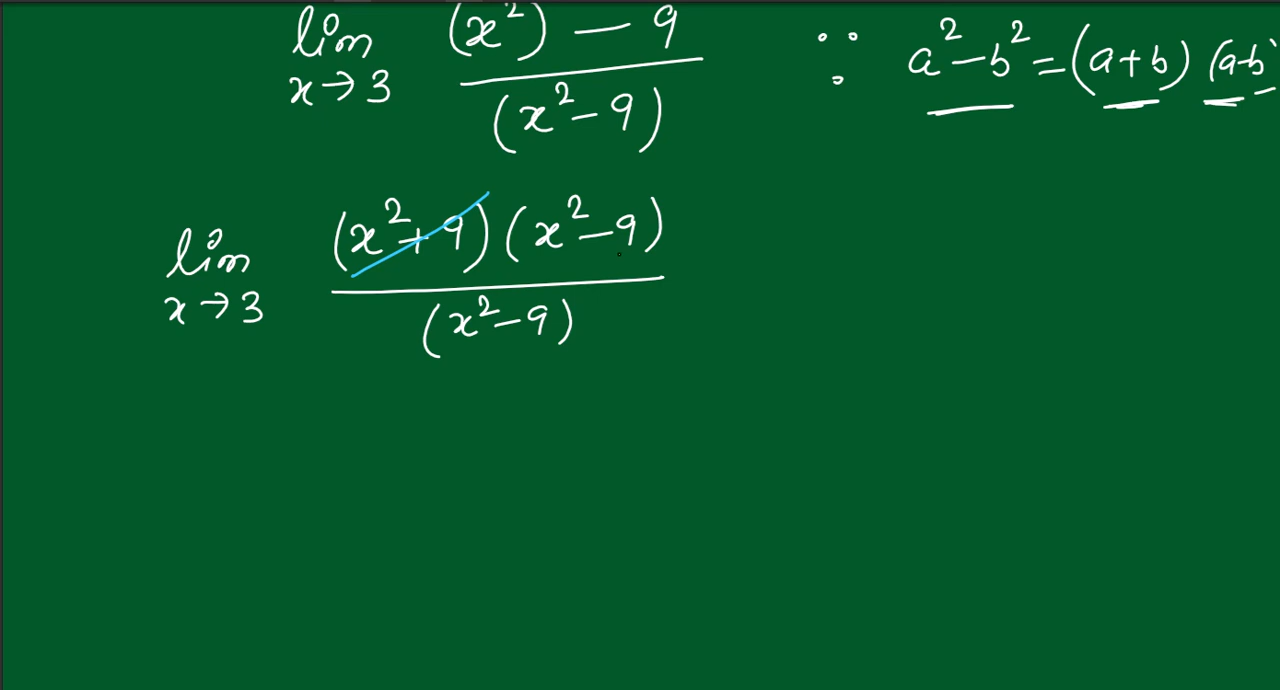 lim x→3 (x²) − 9 / (x² − 9) ∵ a² − b² = (a+b) (a-b)
lim x→3 (x² + 9) (x² − 9) / (x² − 9)